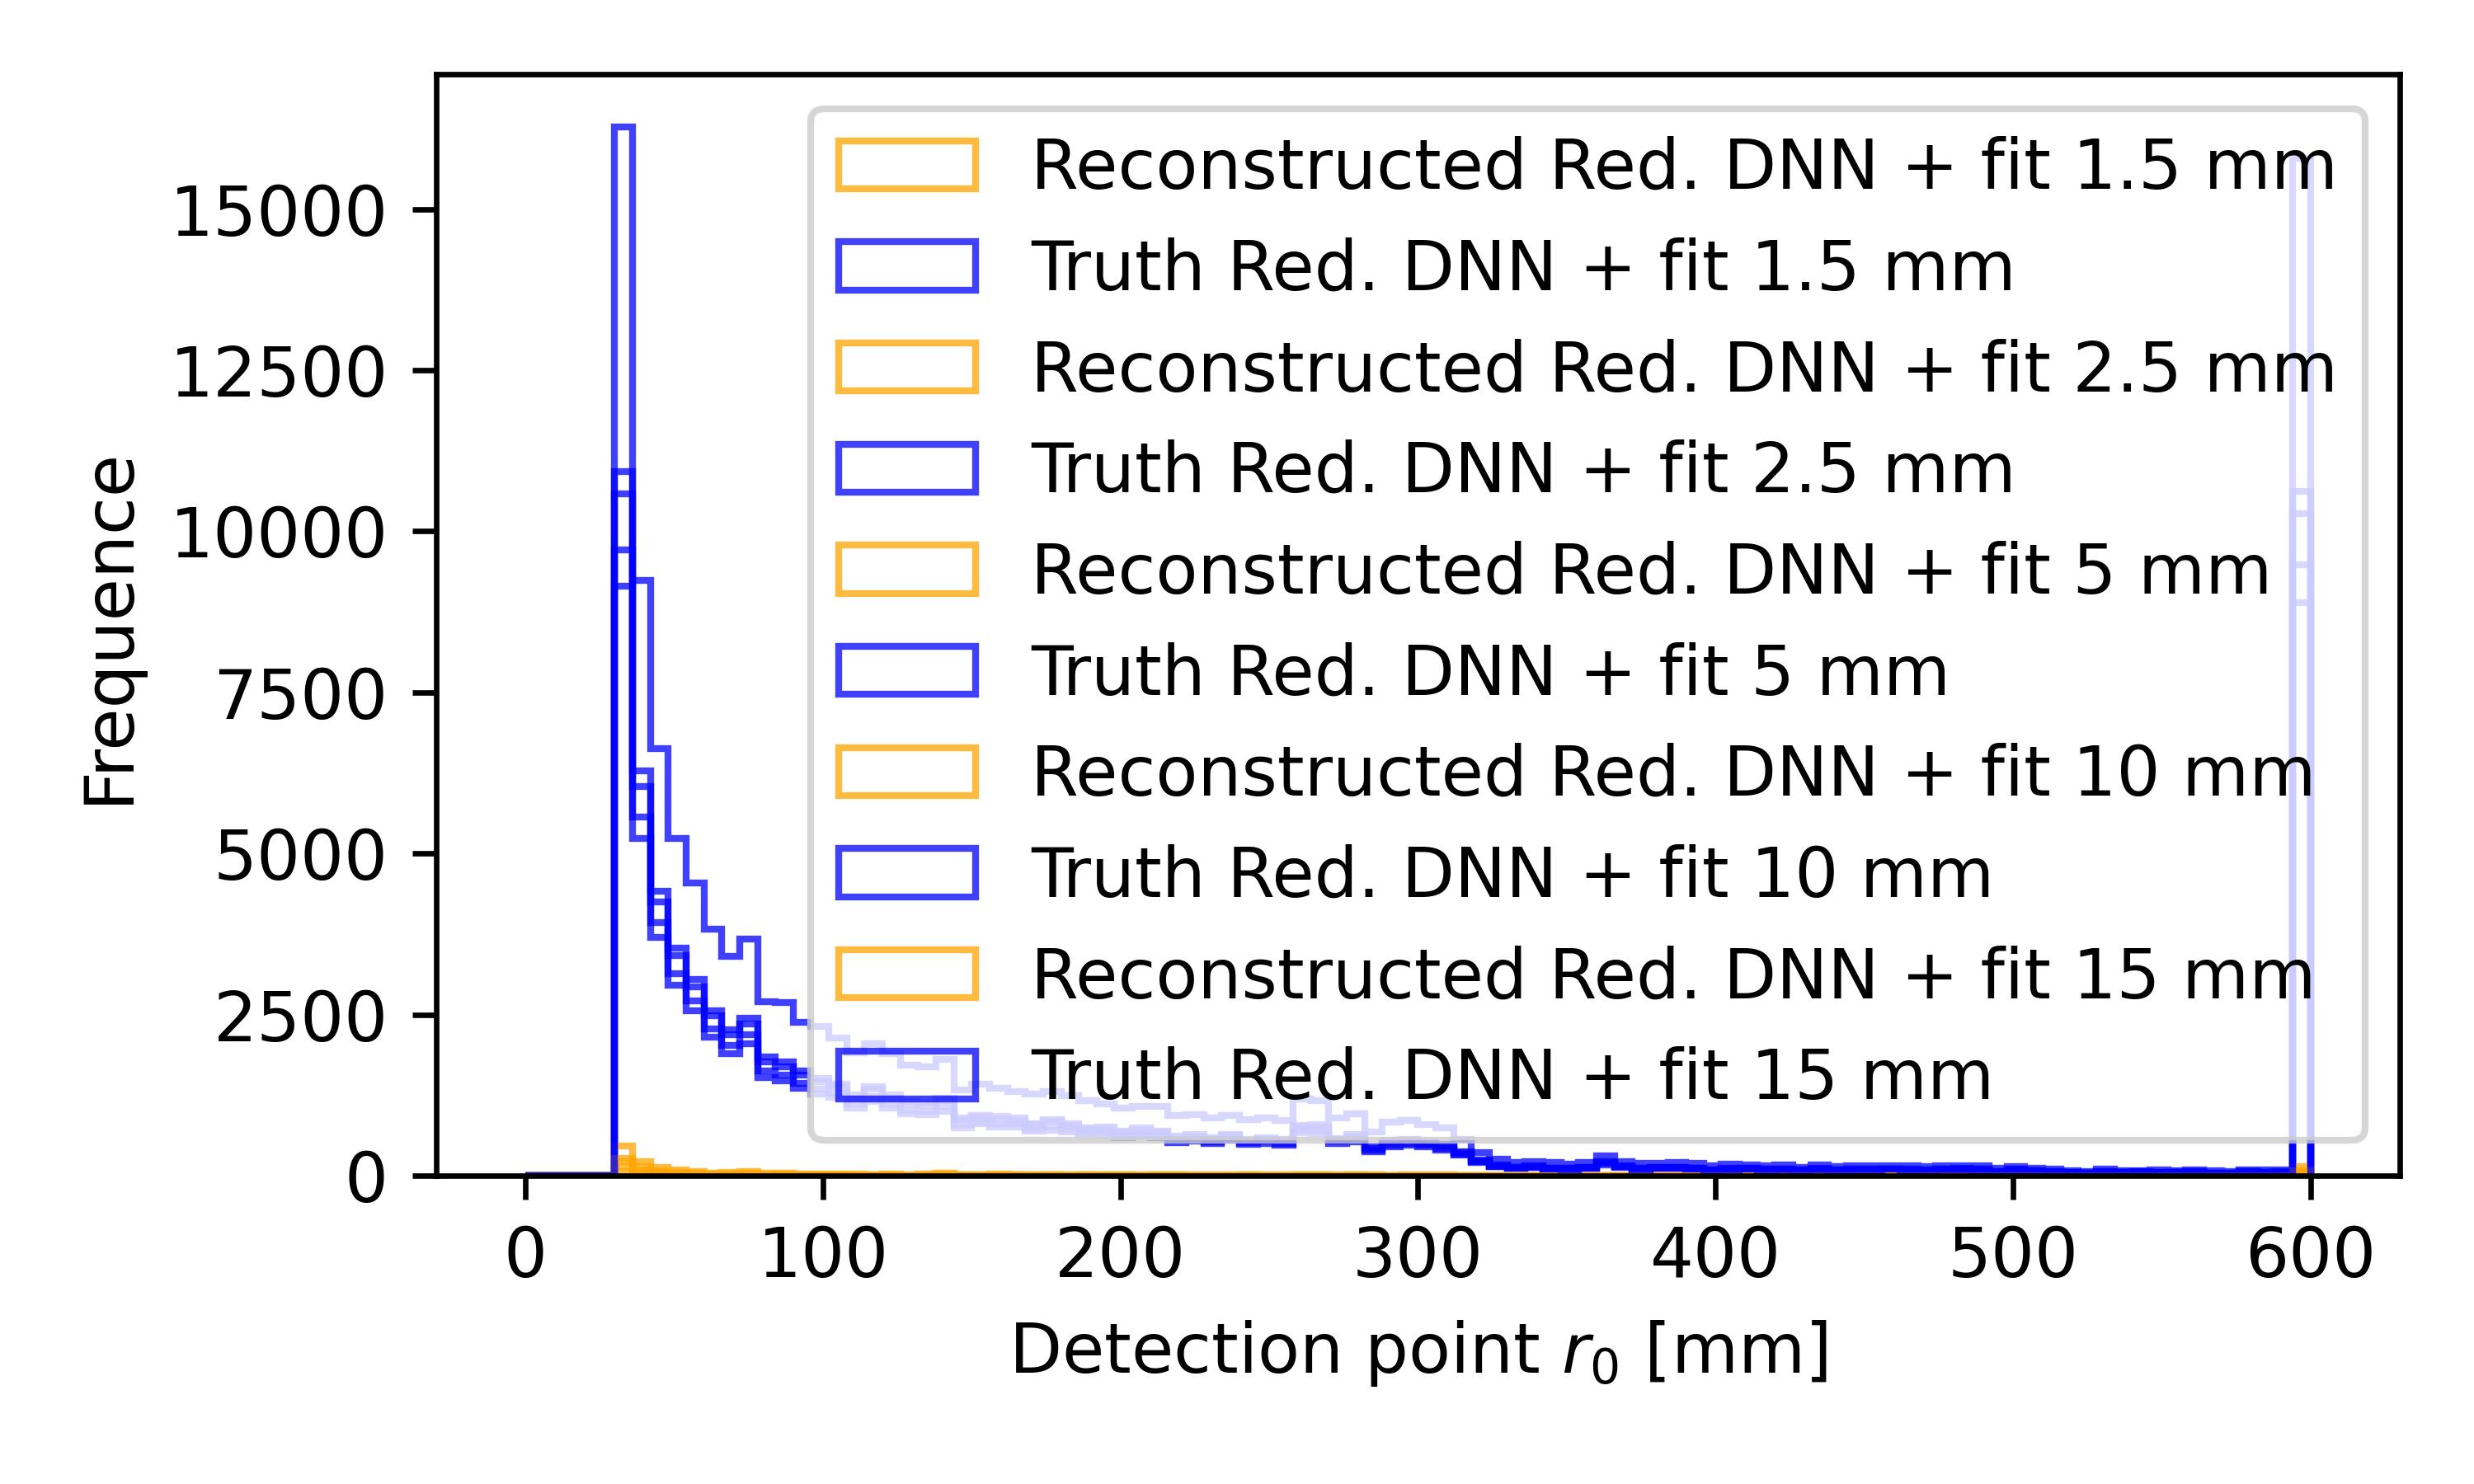 Reconstructed Red. DNN + fit 1.5 mm
Truth Red. DNN + fit 1.5 mm
Reconstructed Red. DNN + fit 2.5 mm
Truth Red. DNN + fit 2.5 mm
Reconstructed Red. DNN + fit 5 mm
Truth Red. DNN + fit 5 mm
Reconstructed Red. DNN + fit 10 mm
Truth Red. DNN + fit 10 mm
Reconstructed Red. DNN + fit 15 mm
Truth Red. DNN + fit 15 mm
15000
12500
10000
7500
5000
2500
0
Frequence
0 100 200 300 400 500 600
Detection point r₀ [mm]